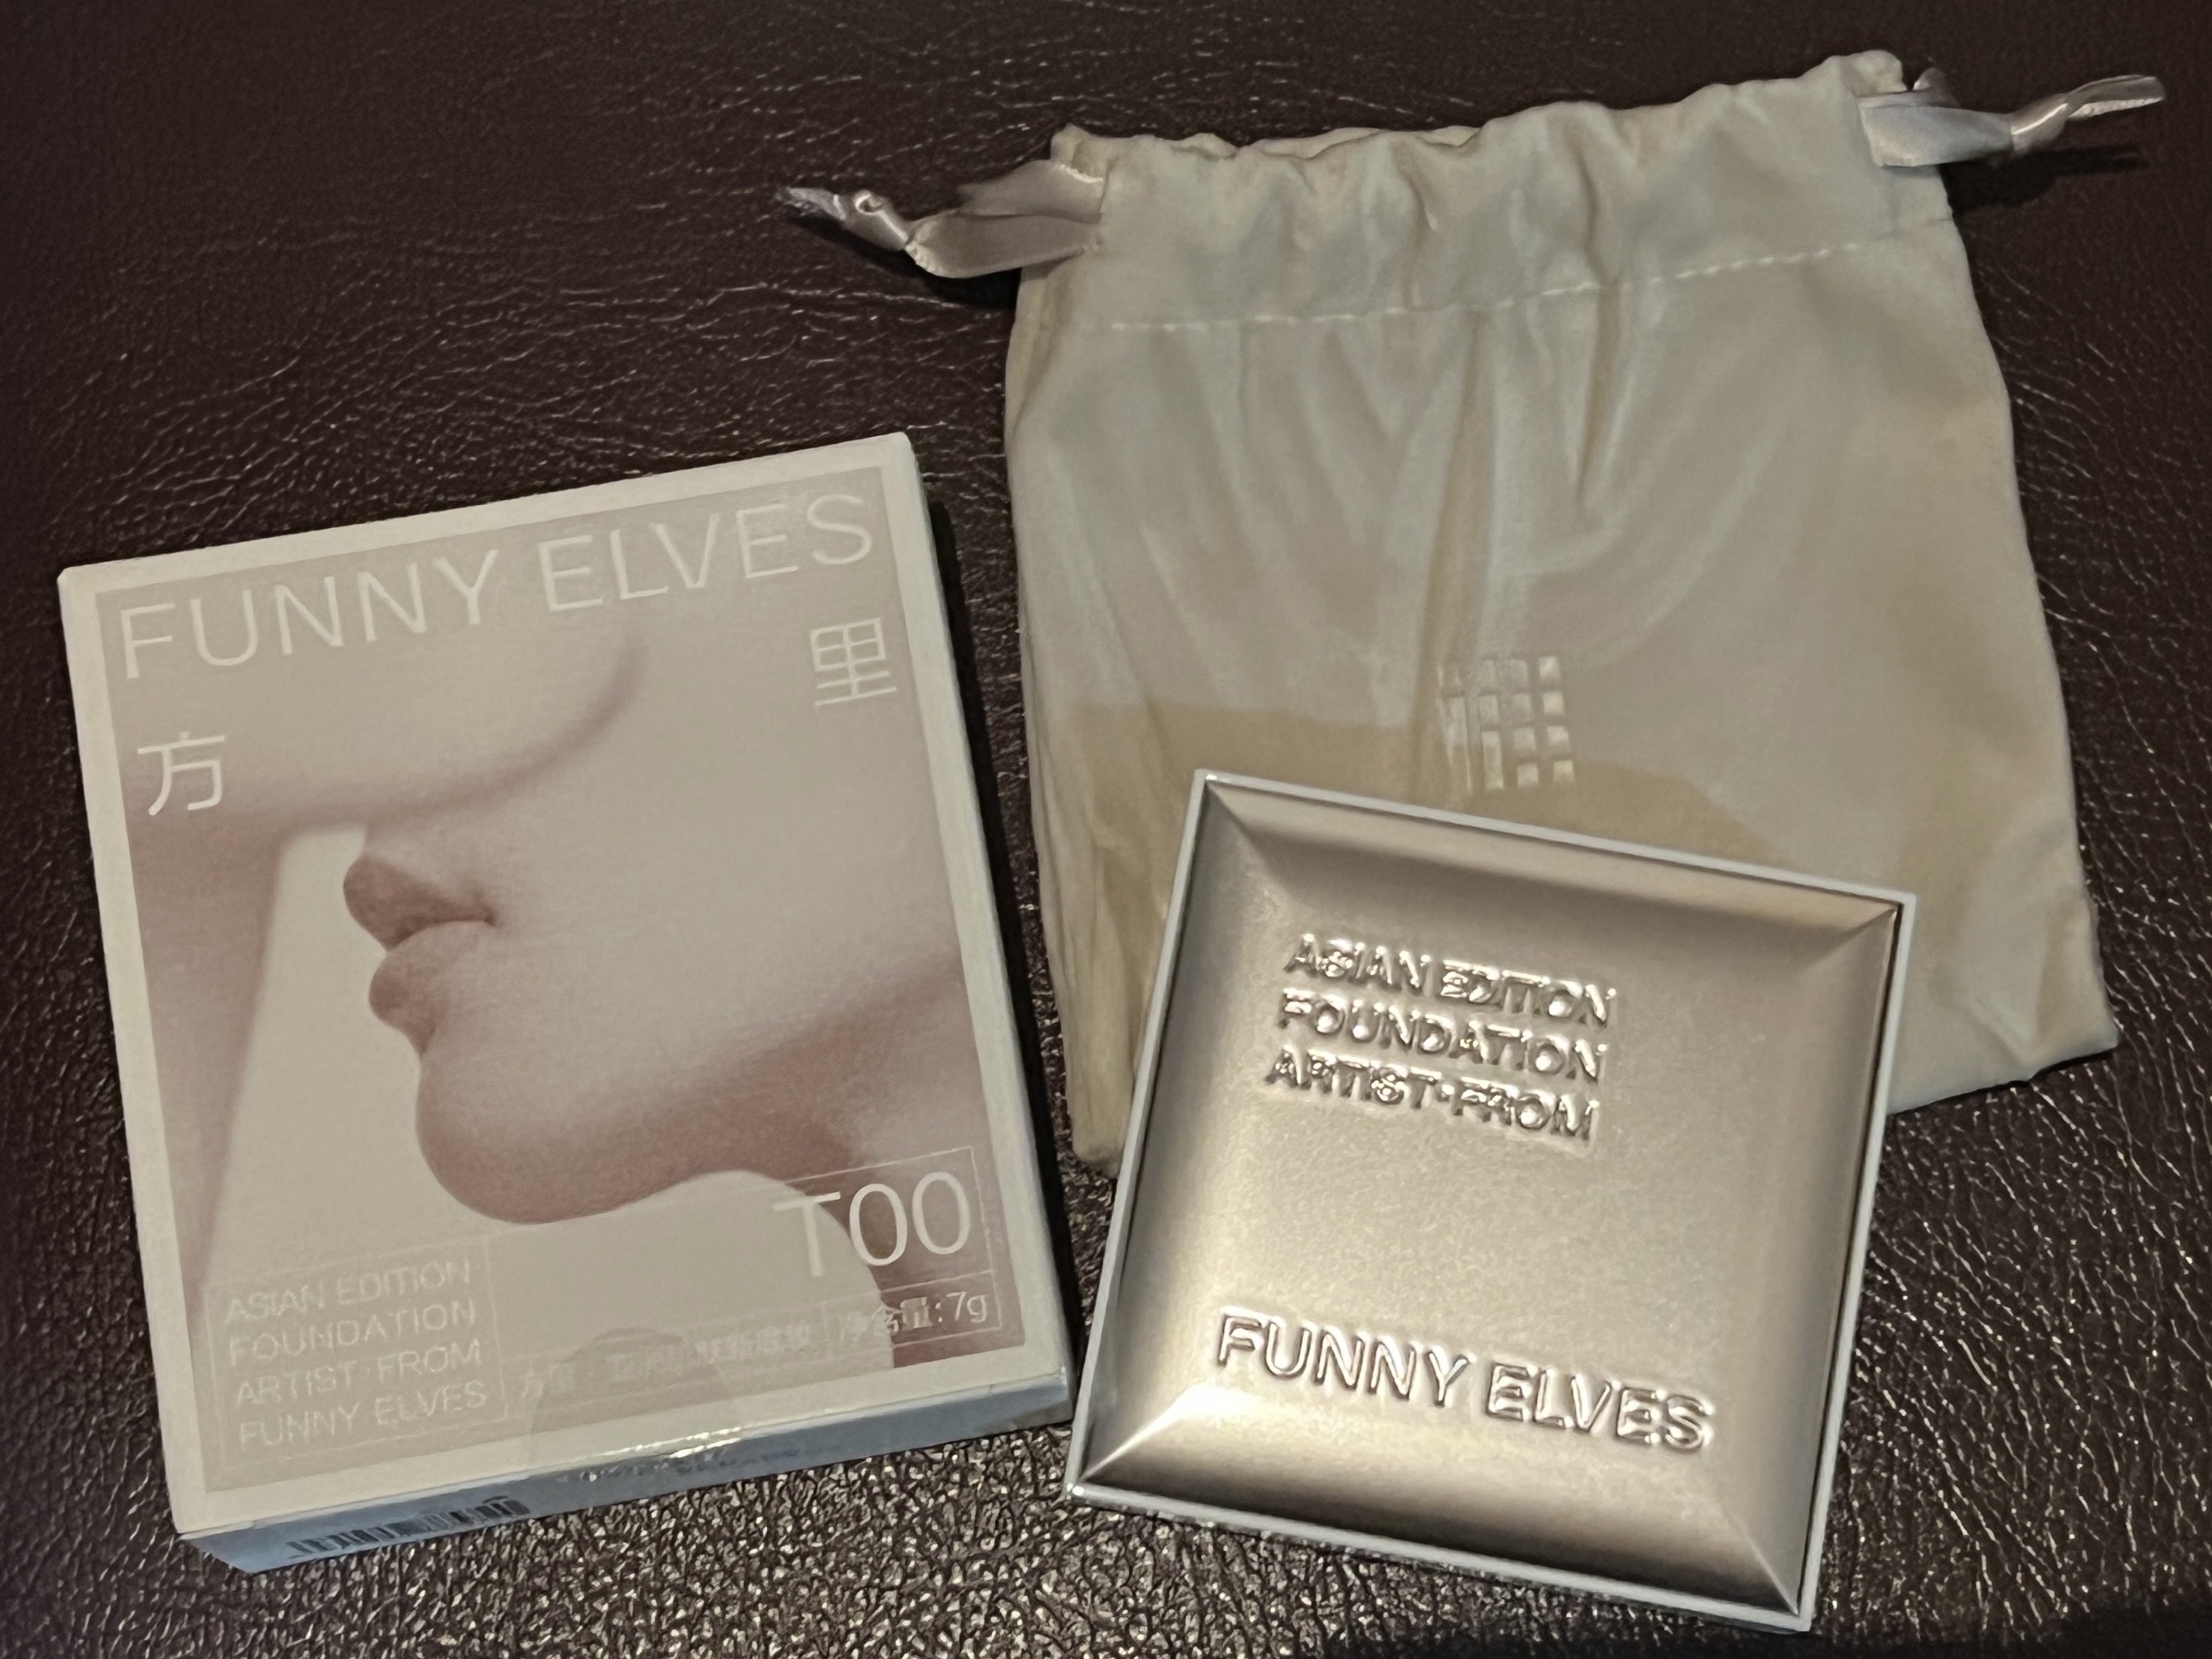 FUNNY ELVES
里
方
T00
ASIAN EDITION
FOUNDATION
ARTIST·FROM
FUNNY ELVES
净含量:7g
ASIAN EDITION
FOUNDATION
ARTIST·FROM
FUNNY ELVES